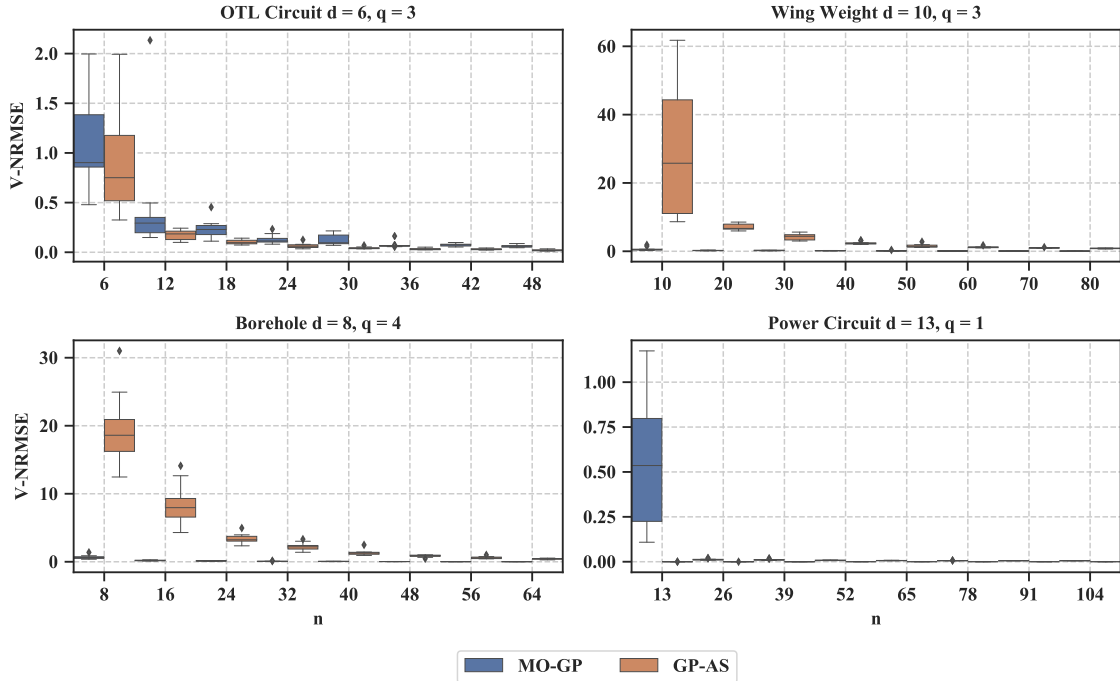 OTL Circuit d = 6, q = 3
V-NRMSE
2.0
1.5
1.0
0.5
0.0
6 12 18 24 30 36 42 48
Wing Weight d = 10, q = 3
60
40
20
0
10 20 30 40 50 60 70 80
Borehole d = 8, q = 4
V-NRMSE
30
20
10
0
8 16 24 32 40 48 56 64
n
Power Circuit d = 13, q = 1
1.00
0.75
0.50
0.25
0.00
13 26 39 52 65 78 91 104
n
MO-GP GP-AS